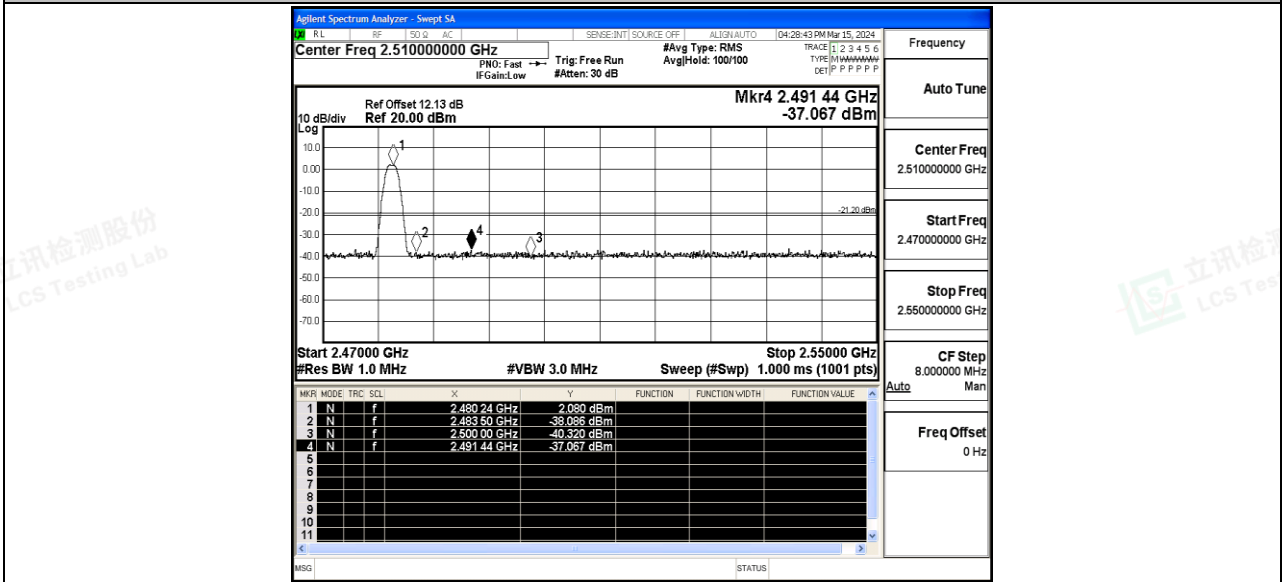 Agilent Spectrum Analyzer - Swept SA
RL RF 50 Ω AC SENSE:INT SOURCE OFF ALIGNAUTO 04:28:43 PM Mar 15, 2024
Center Freq 2.510000000 GHz
#Avg Type: RMS
TRACE 1 2 3 4 5 6
PNO: Fast Trig: Free Run Avg|Hold: 100/100
TYPE M W W W W W
IFGain:Low #Atten: 30 dB
DET P P P P P P
Mkr4 2.491 44 GHz
-37.067 dBm
Ref Offset 12.13 dB
10 dB/div Ref 20.00 dBm
Log
10.0
0.00
-10.0
-20.0
-30.0
-40.0
-50.0
-60.0
-70.0
1
2
4
3
-21.20 dBm
Start 2.47000 GHz Stop 2.55000 GHz
#Res BW 1.0 MHz #VBW 3.0 MHz Sweep (#Swp) 1.000 ms (1001 pts)
MKR MODE TRC SCL X Y FUNCTION FUNCTION WIDTH FUNCTION VALUE
1 N f 2.480 24 GHz 2.080 dBm
2 N f 2.483 50 GHz -38.086 dBm
3 N f 2.500 00 GHz -40.320 dBm
4 N f 2.491 44 GHz -37.067 dBm
5
6
7
8
9
10
11
MSG STATUS
Frequency
Auto Tune
Center Freq
2.510000000 GHz
Start Freq
2.470000000 GHz
Stop Freq
2.550000000 GHz
CF Step
8.000000 MHz
Auto Man
Freq Offset
0 Hz
立讯检测股份
LCS Testing Lab
立讯检测
LCS Tes